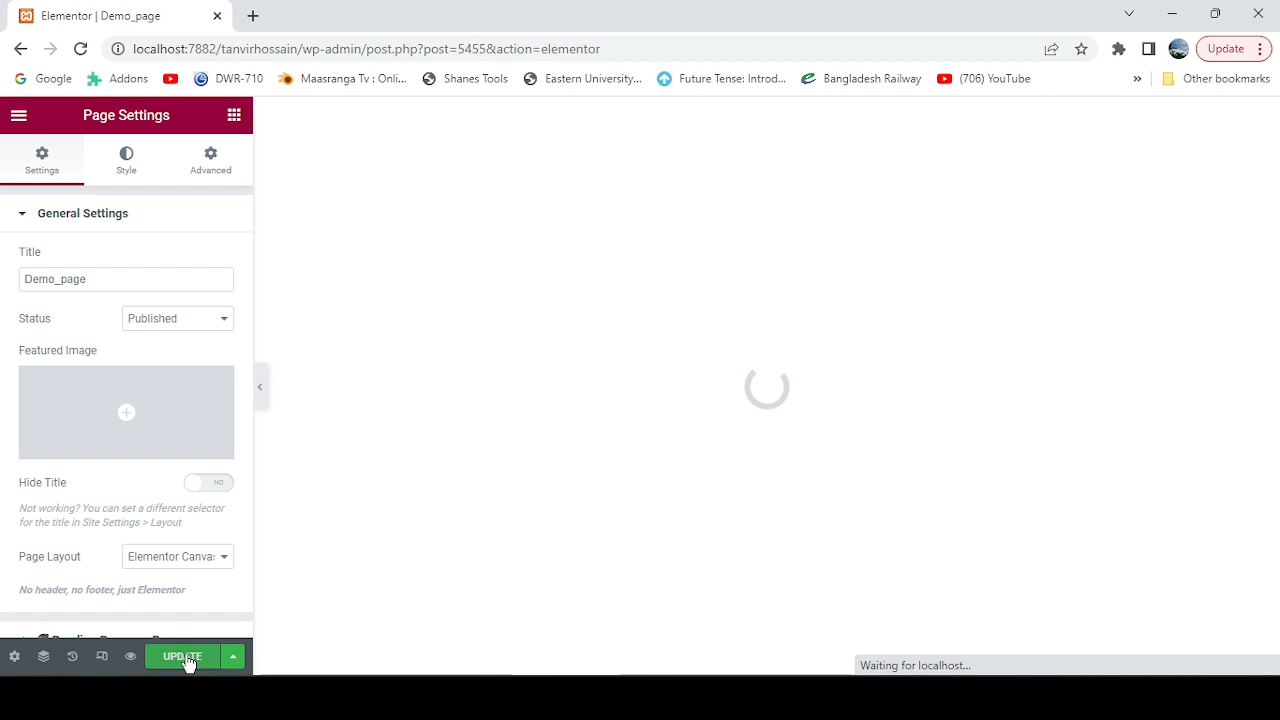 Elementor | Demo_page
localhost:7882/tanvirhossain/wp-admin/post.php?post=5455&action=elementor
Update
Google Addons DWR-710 Maasranga Tv : Onli... Shanes Tools Eastern University... Future Tense: Introd... Bangladesh Railway (706) YouTube » Other bookmarks
Page Settings
Settings Style Advanced
General Settings
Title
Demo_page
Status Published
Featured Image
Hide Title NO
Not working? You can set a different selector
for the title in Site Settings > Layout
Page Layout Elementor Canva
No header, no footer, just Elementor
UPDATE
Waiting for localhost...